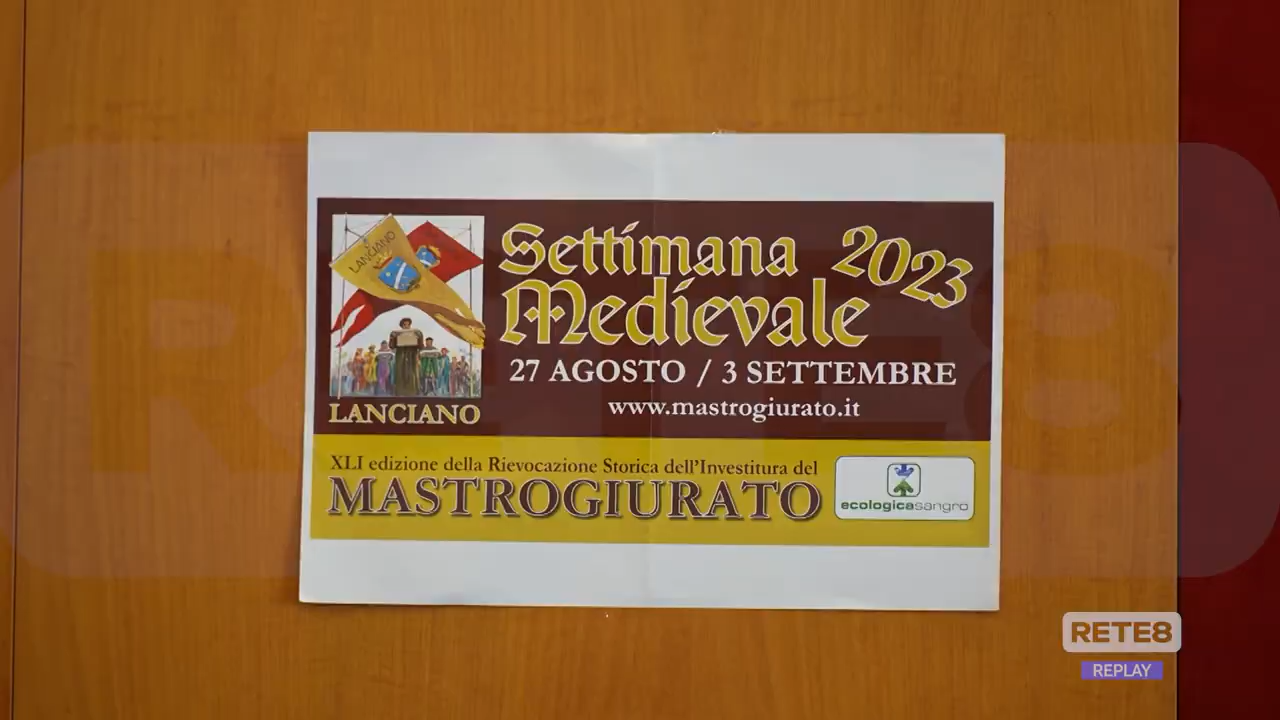 LANCIANO
Settimana 2023
Medievale
27 AGOSTO / 3 SETTEMBRE
www.mastrogiurato.it
LANCIANO
XLI edizione della Rievocazione Storica dell'Investitura del
MASTROGIURATO
ecologicasangro
RETE8
RETE8
REPLAY